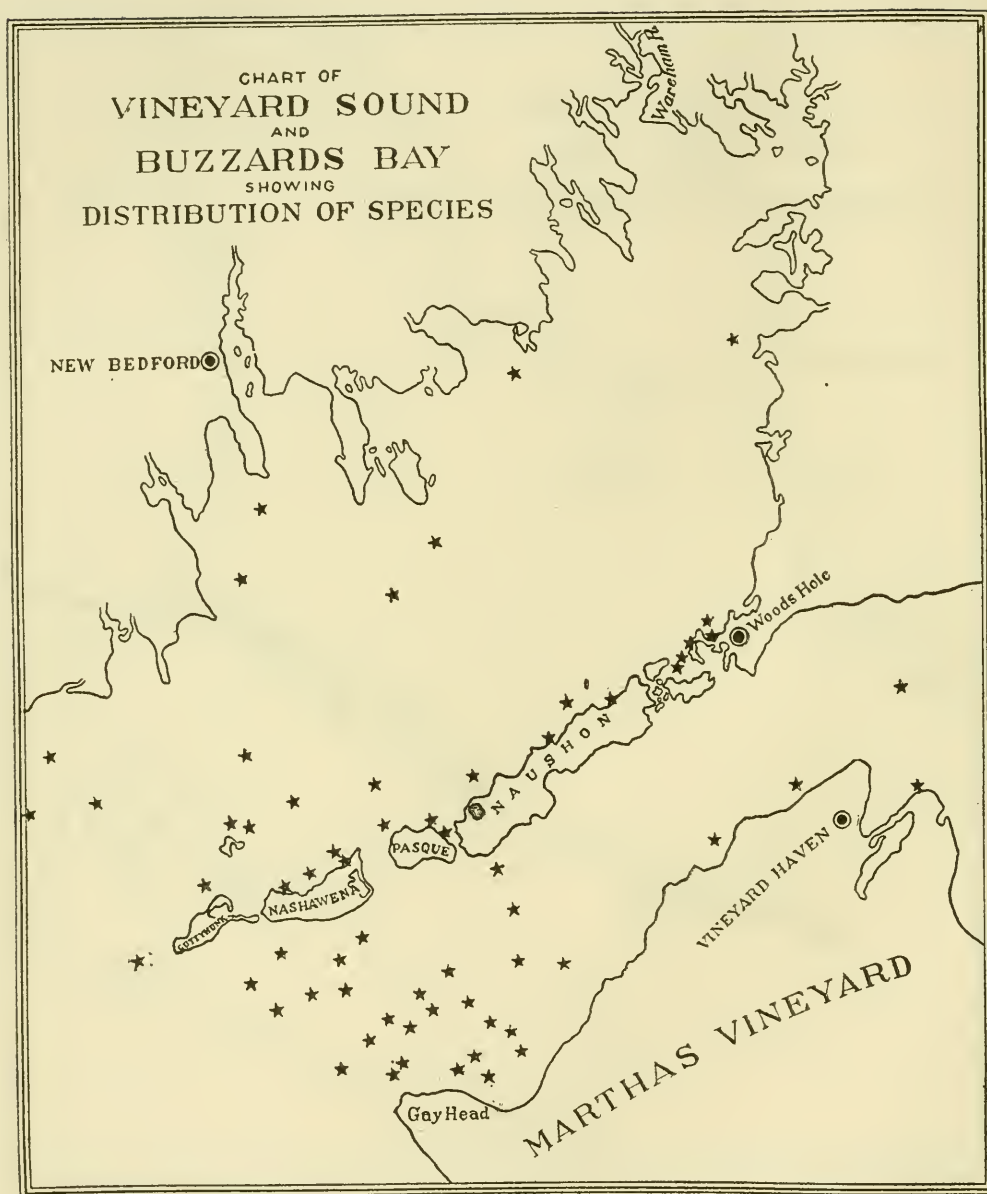 CHART OF
VINEYARD SOUND
AND
BUZZARDS BAY
SHOWING
DISTRIBUTION OF SPECIES
Wareham R.
NEW BEDFORD
Woods Hole
NAUSHON
PASQUE
NASHAWENA
CUTTYHUNK
VINEYARD HAVEN
MARTHAS VINEYARD
Gay Head